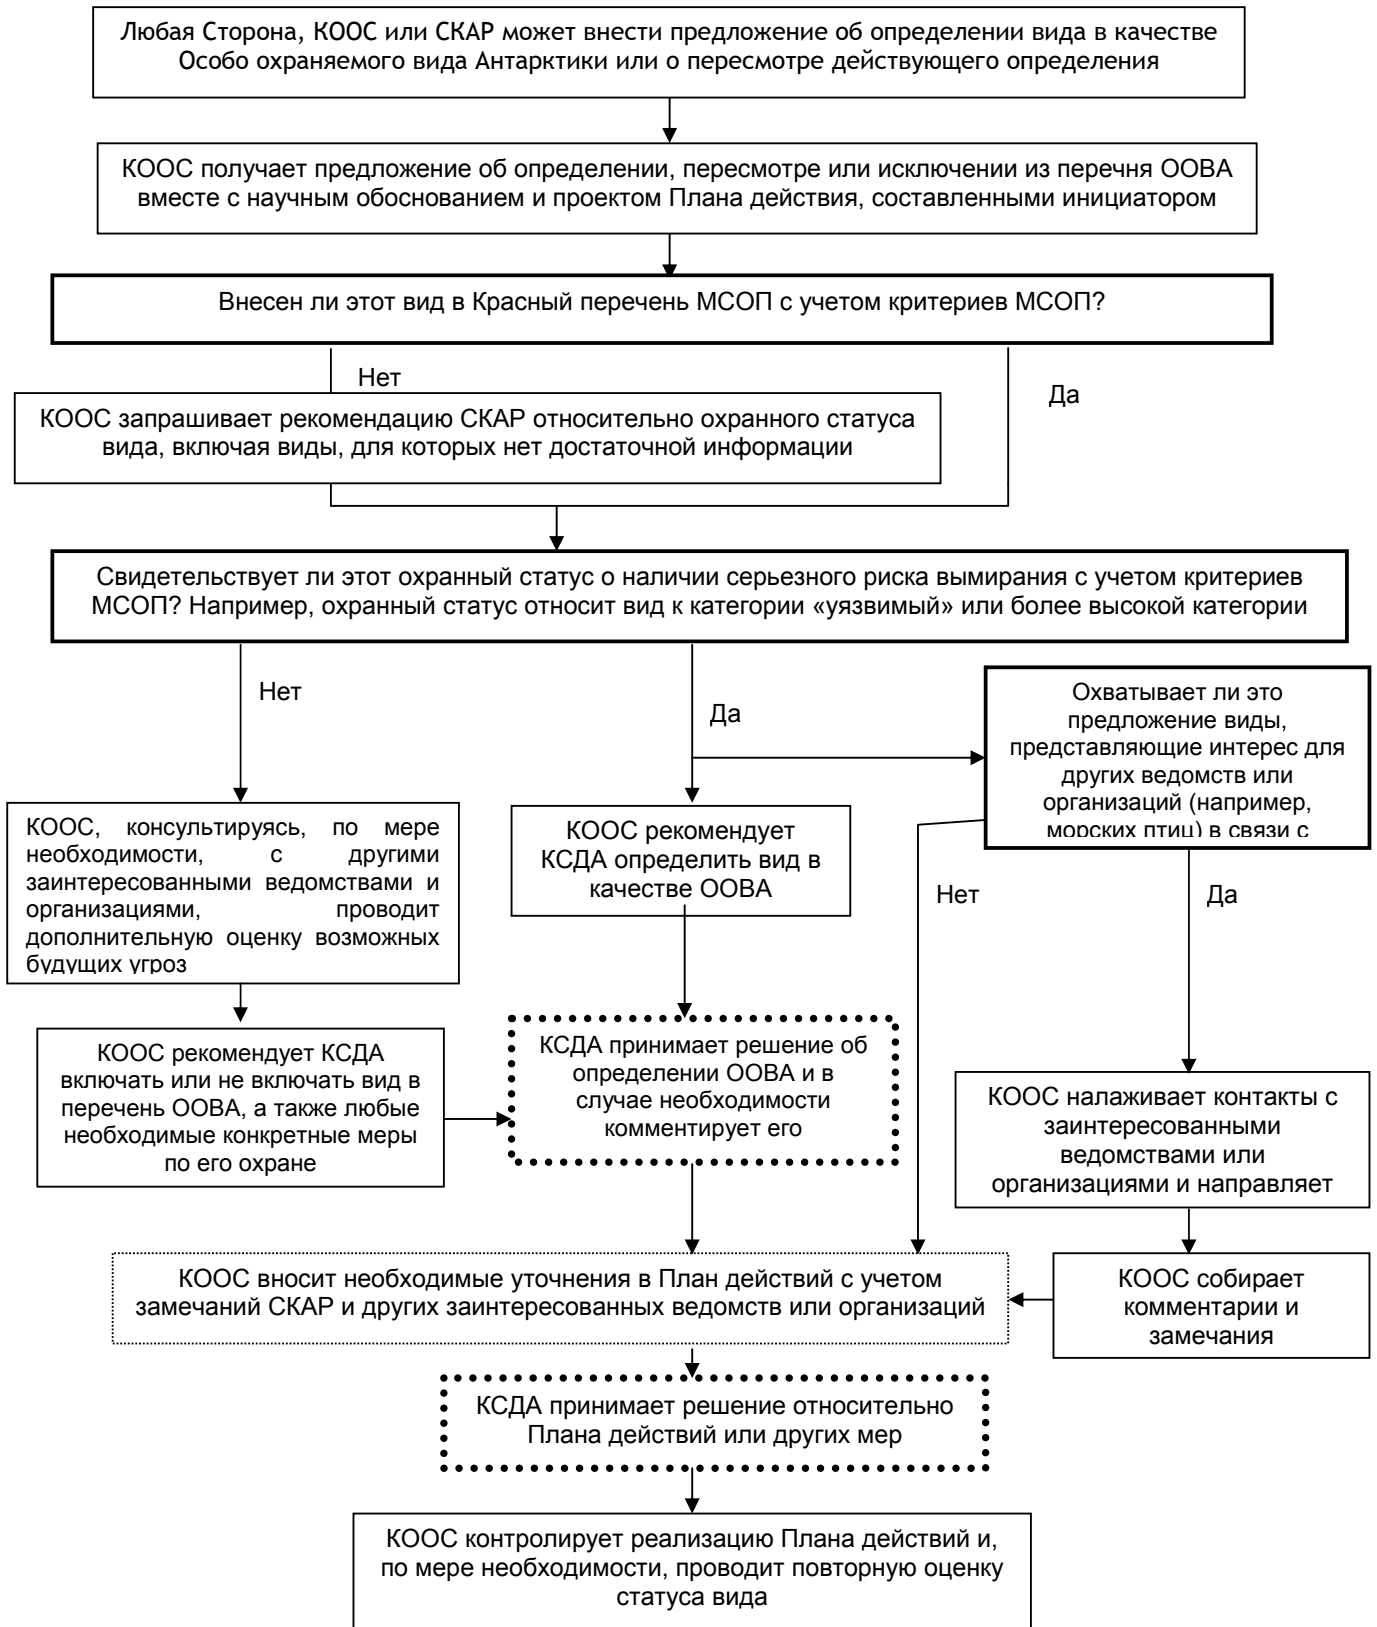 Любая Сторона, КООС или СКАР может внести предложение об определении вида в качестве
Особо охраняемого вида Антарктики или о пересмотре действующего определения
КООС получает предложение об определении, пересмотре или исключении из перечня ООВА
вместе с научным обоснованием и проектом Плана действия, составленными инициатором
Внесен ли этот вид в Красный перечень МСОП с учетом критериев МСОП?
Нет
Да
КООС запрашивает рекомендацию СКАР относительно охранного статуса
вида, включая виды, для которых нет достаточной информации
Свидетельствует ли этот охранный статус о наличии серьезного риска вымирания с учетом критериев
МСОП? Например, охранный статус относит вид к категории «уязвимый» или более высокой категории
Нет
Да
Охватывает ли это
предложение виды,
представляющие интерес для
других ведомств или
организаций (например,
морских птиц) в связи с
КООС, консультируясь, по мере
необходимости, с другими
заинтересованными ведомствами и
организациями, проводит
дополнительную оценку возможных
будущих угроз
КООС рекомендует
КСДА определить вид в
качестве ООВА
Нет
Да
КООС рекомендует КСДА
включать или не включать вид в
перечень ООВА, а также любые
необходимые конкретные меры
по его охране
КСДА принимает решение об
определении ООВА и в
случае необходимости
комментирует его
КООС налаживает контакты с
заинтересованными
ведомствами или
организациями и направляет
КООС вносит необходимые уточнения в План действий с учетом
замечаний СКАР и других заинтересованных ведомств или организаций
КООС собирает
комментарии и
замечания
КСДА принимает решение относительно
Плана действий или других мер
КООС контролирует реализацию Плана действий и,
по мере необходимости, проводит повторную оценку
статуса вида